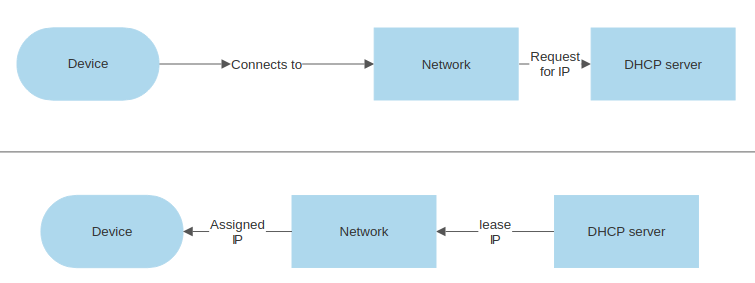 Device
Connects to
Network
Request
for IP
DHCP server
Device
Assigned
IP
Network
lease
IP
DHCP server